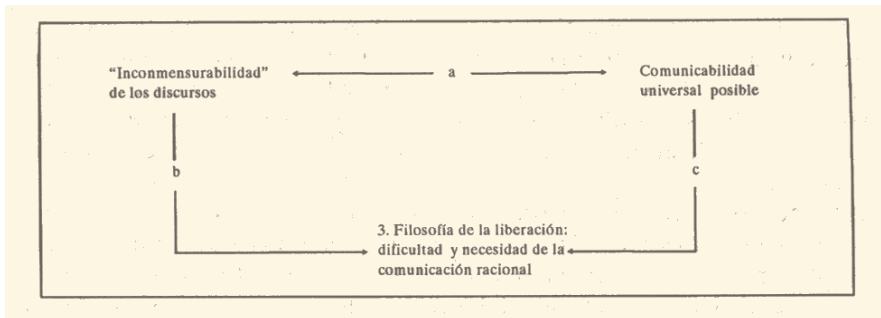 “Inconmensurabilidad”
de los discursos
a
Comunicabilidad
universal posible
b
c
3. Filosofía de la liberación:
dificultad y necesidad de la
comunicación racional